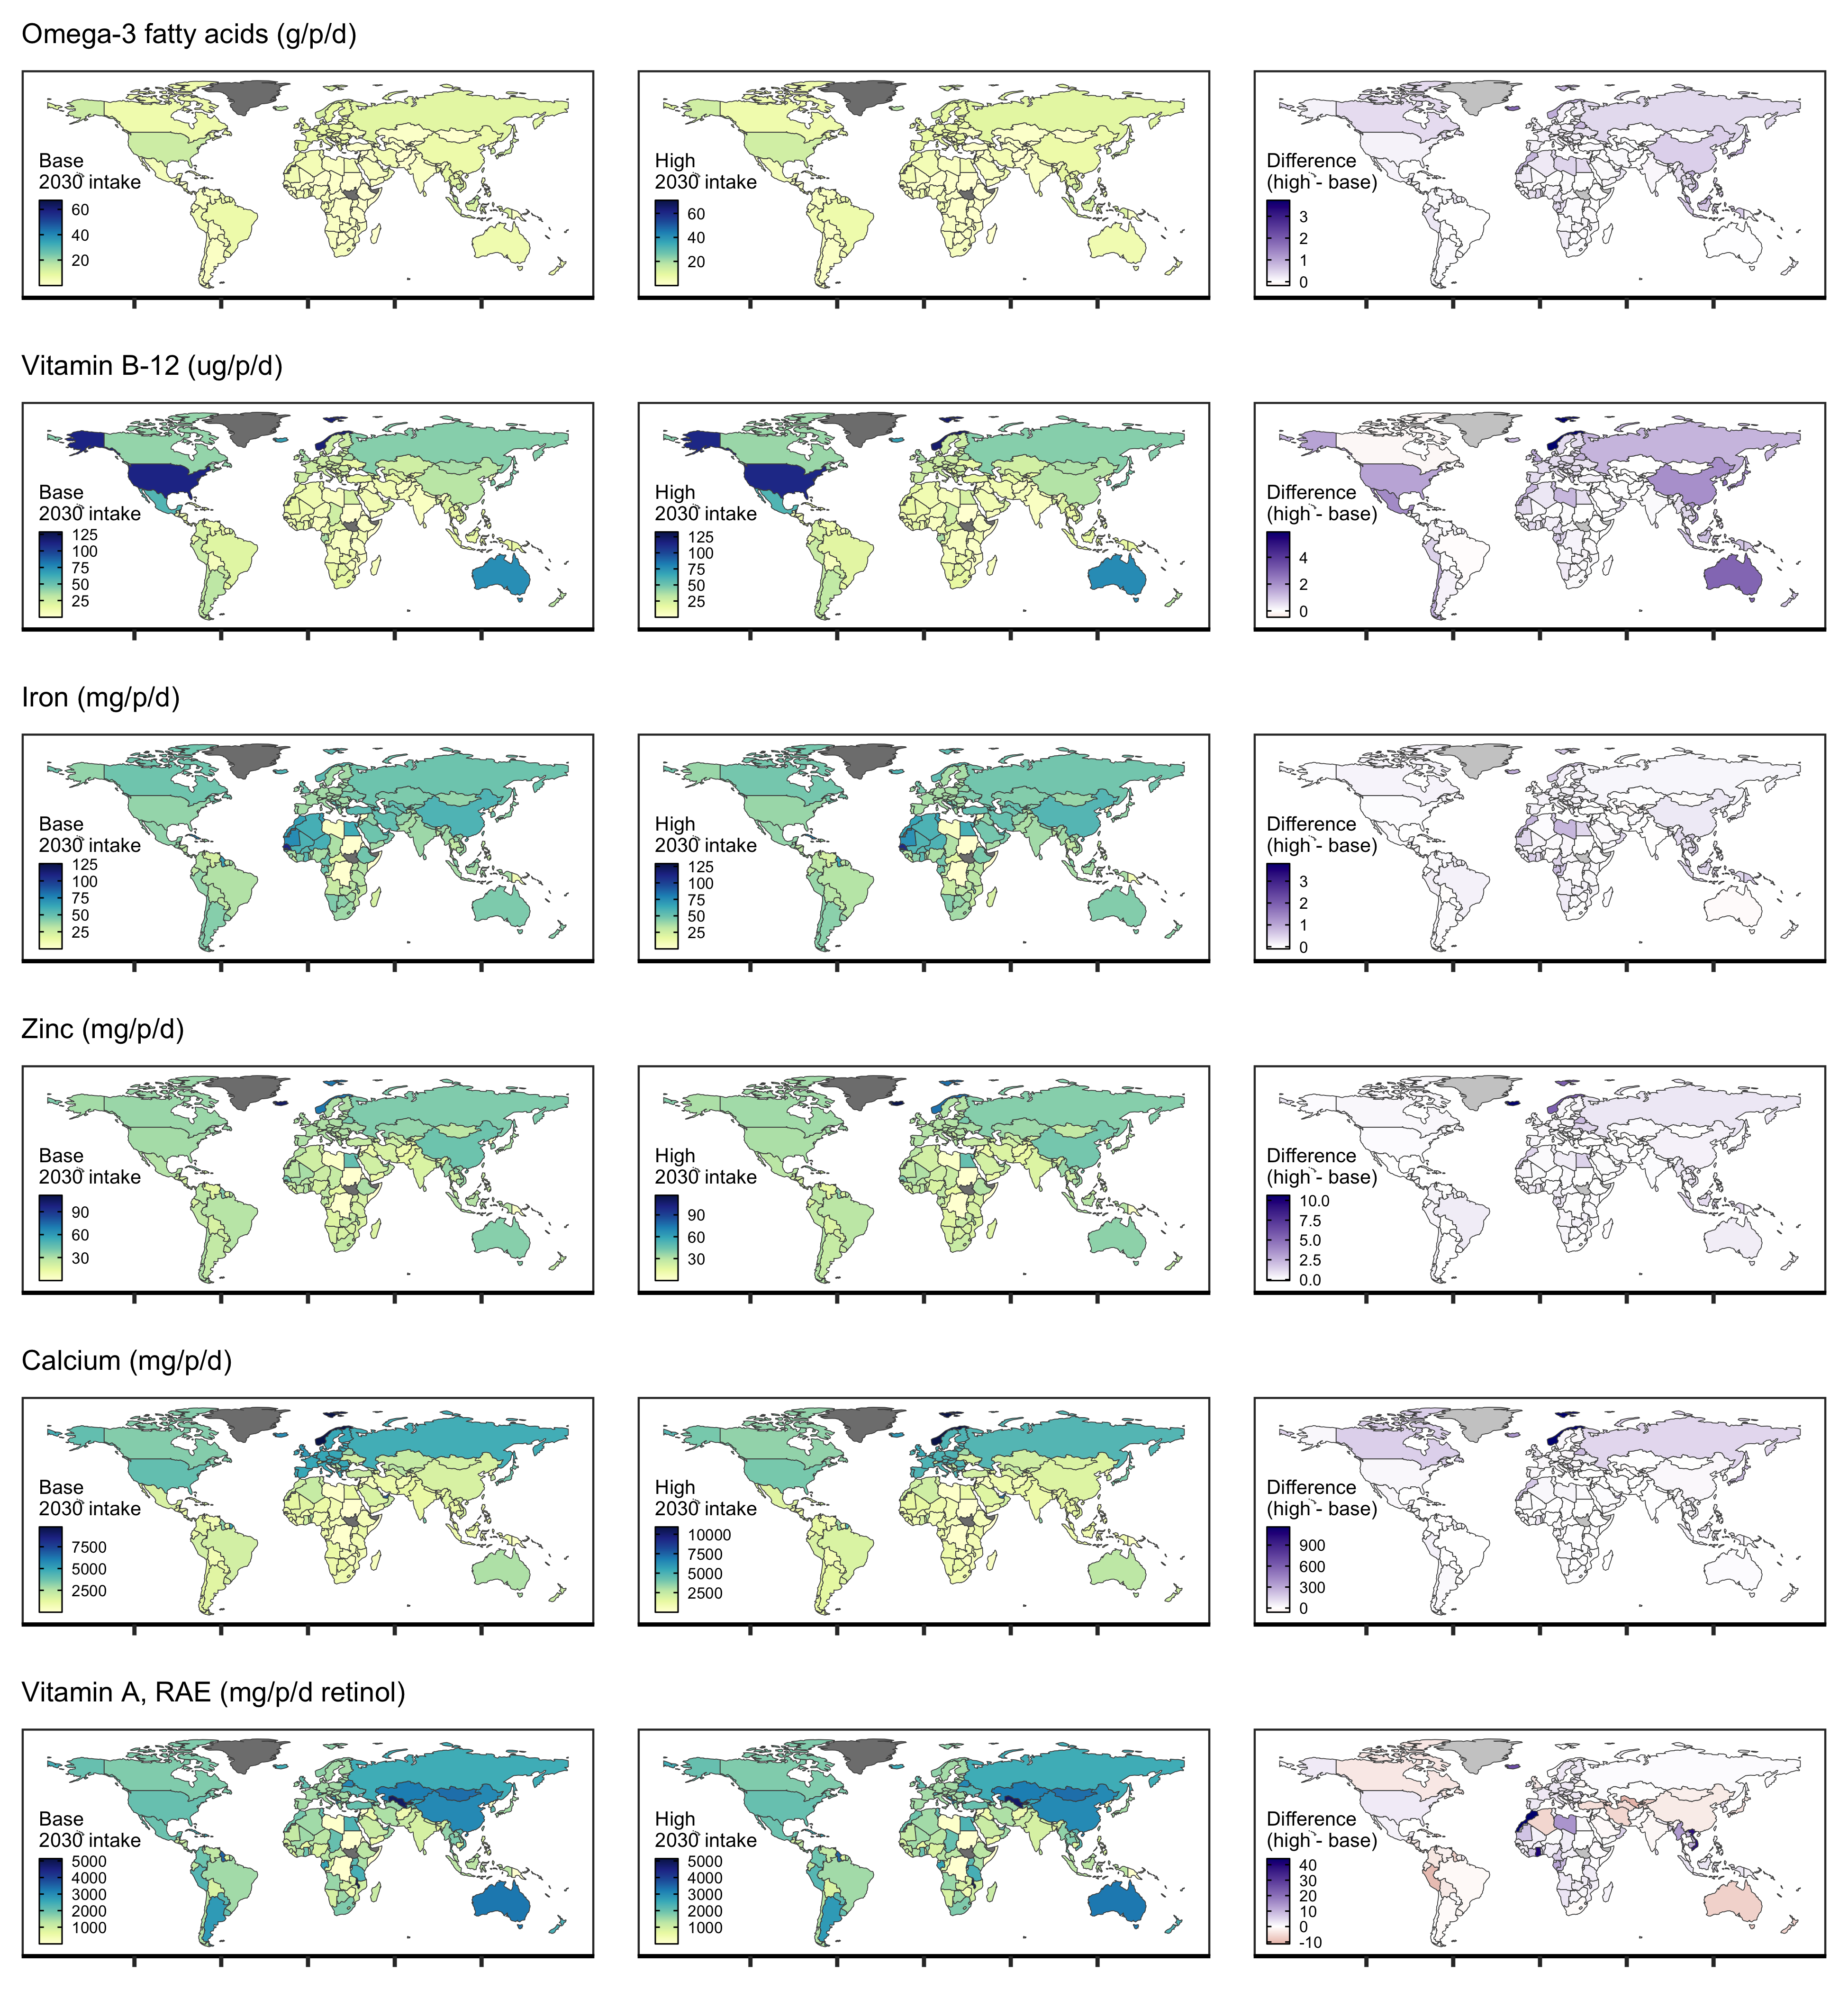 Omega-3 fatty acids (g/p/d)
Base
2030 intake
60
40
20
High
2030 intake
60
40
20
Difference
(high - base)
3
2
1
0
Vitamin B-12 (ug/p/d)
Base
2030 intake
125
100
75
50
25
High
2030 intake
125
100
75
50
25
Difference
(high - base)
4
2
0
Iron (mg/p/d)
Base
2030 intake
125
100
75
50
25
High
2030 intake
125
100
75
50
25
Difference
(high - base)
3
2
1
0
Zinc (mg/p/d)
Base
2030 intake
90
60
30
High
2030 intake
90
60
30
Difference
(high - base)
10.0
7.5
5.0
2.5
0.0
Calcium (mg/p/d)
Base
2030 intake
7500
5000
2500
High
2030 intake
10000
7500
5000
2500
Difference
(high - base)
900
600
300
0
Vitamin A, RAE (mg/p/d retinol)
Base
2030 intake
5000
4000
3000
2000
1000
High
2030 intake
5000
4000
3000
2000
1000
Difference
(high - base)
40
30
20
10
0
-10